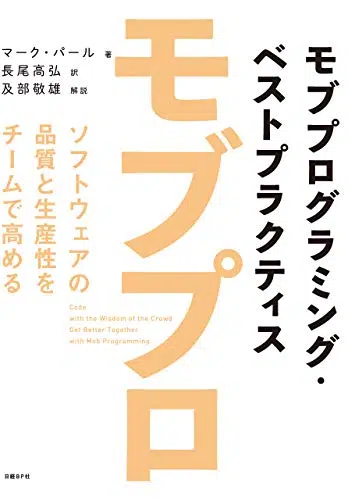 モブプログラミング・
ベストプラクティス
モブプロ
マーク・パール 著
長尾高弘 訳
及部敬雄 解説
ソフトウェアの
品質と生産性を
チームで高める
Code
with the Wisdom of the Crowd
Get Better Together
with Mob Programming
日経BP社